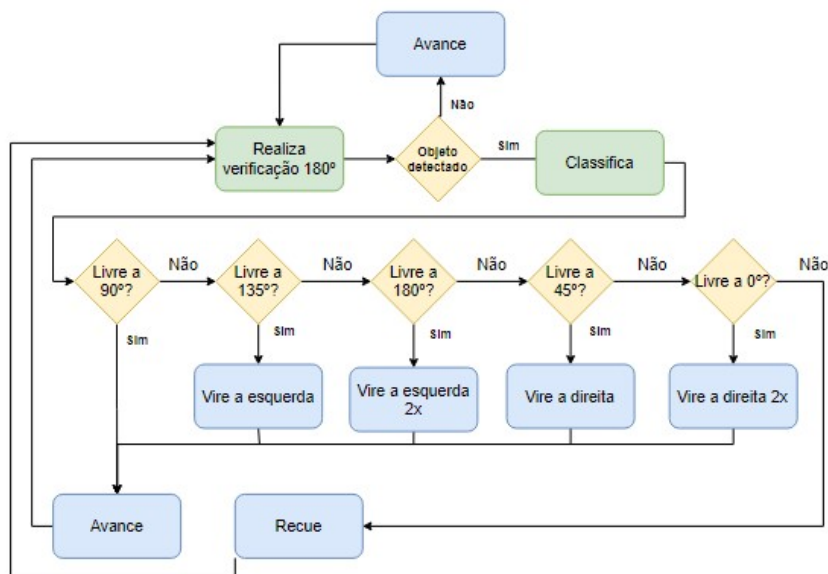 Avance
Não
Realiza
verificação 180º
Objeto
detectado
Sim
Classifica
Livre a
90º?
Não
Livre a
135º?
Não
Livre a
180º?
Não
Livre a
45º?
Não
Livre a 0º?
Não
Sim
Sim
Sim
Sim
Sim
Vire a esquerda
Vire a esquerda
2x
Vire a direita
Vire a direita 2x
Avance
Recue